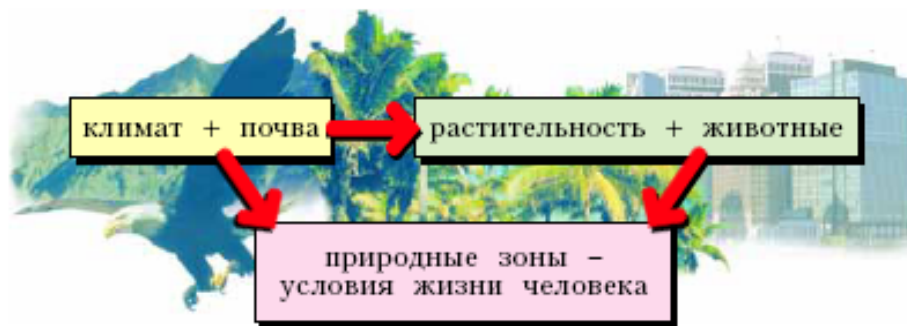 климат + почва
растительность + животные
природные зоны –
условия жизни человека